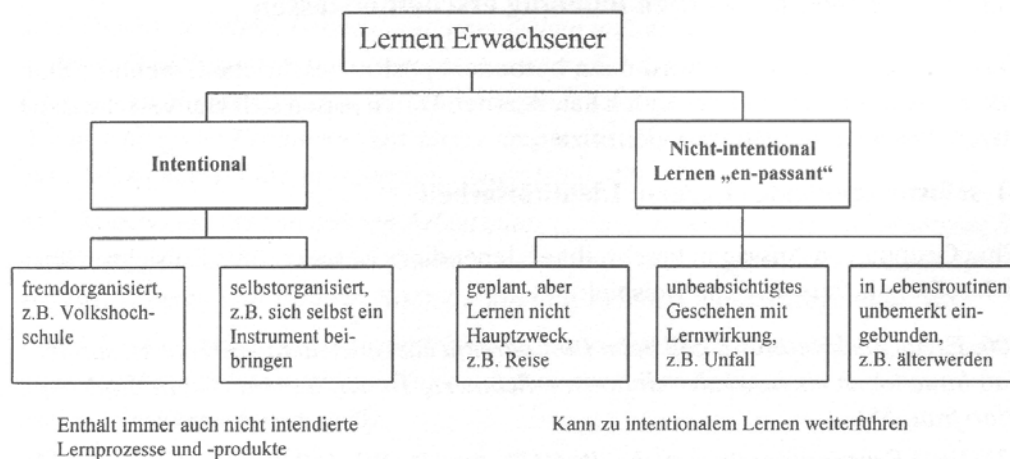 Lernen Erwachsener
Intentional
Nicht-intentional
Lernen „en-passant“
fremdorganisiert,
z.B. Volkshoch-
schule
selbstorganisiert,
z.B. sich selbst ein
Instrument bei-
bringen
geplant, aber
Lernen nicht
Hauptzweck,
z.B. Reise
unbeabsichtigtes
Geschehen mit
Lernwirkung,
z.B. Unfall
in Lebensroutinen
unbemerkt ein-
gebunden,
z.B. älterwerden
Enthält immer auch nicht intendierte
Lernprozesse und -produkte
Kann zu intentionalem Lernen weiterführen